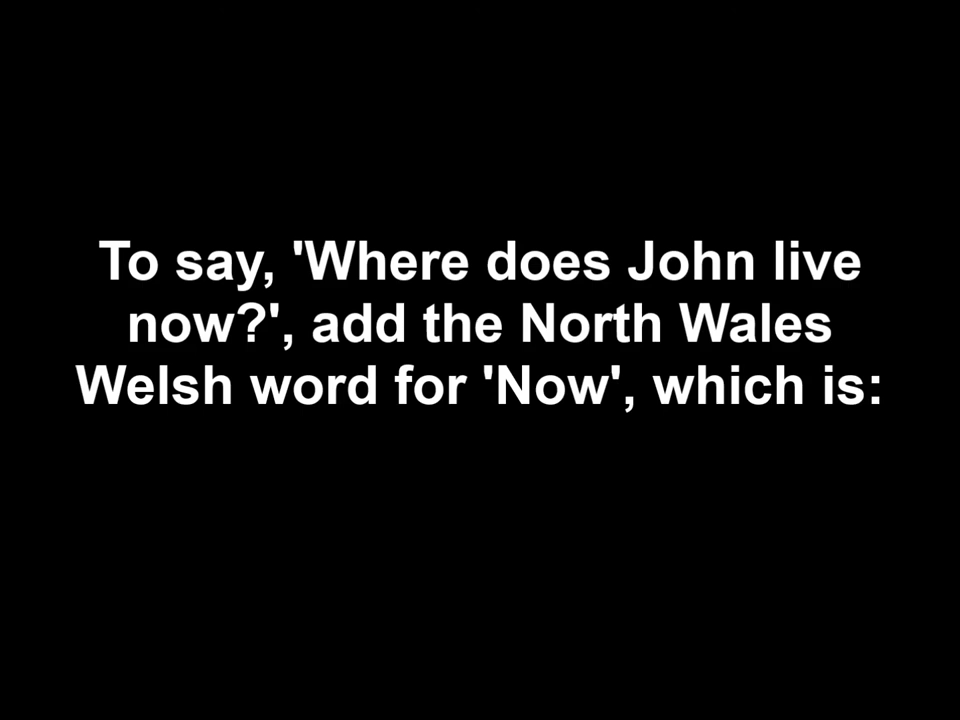 To say, 'Where does John live
now?', add the North Wales
Welsh word for 'Now', which is: